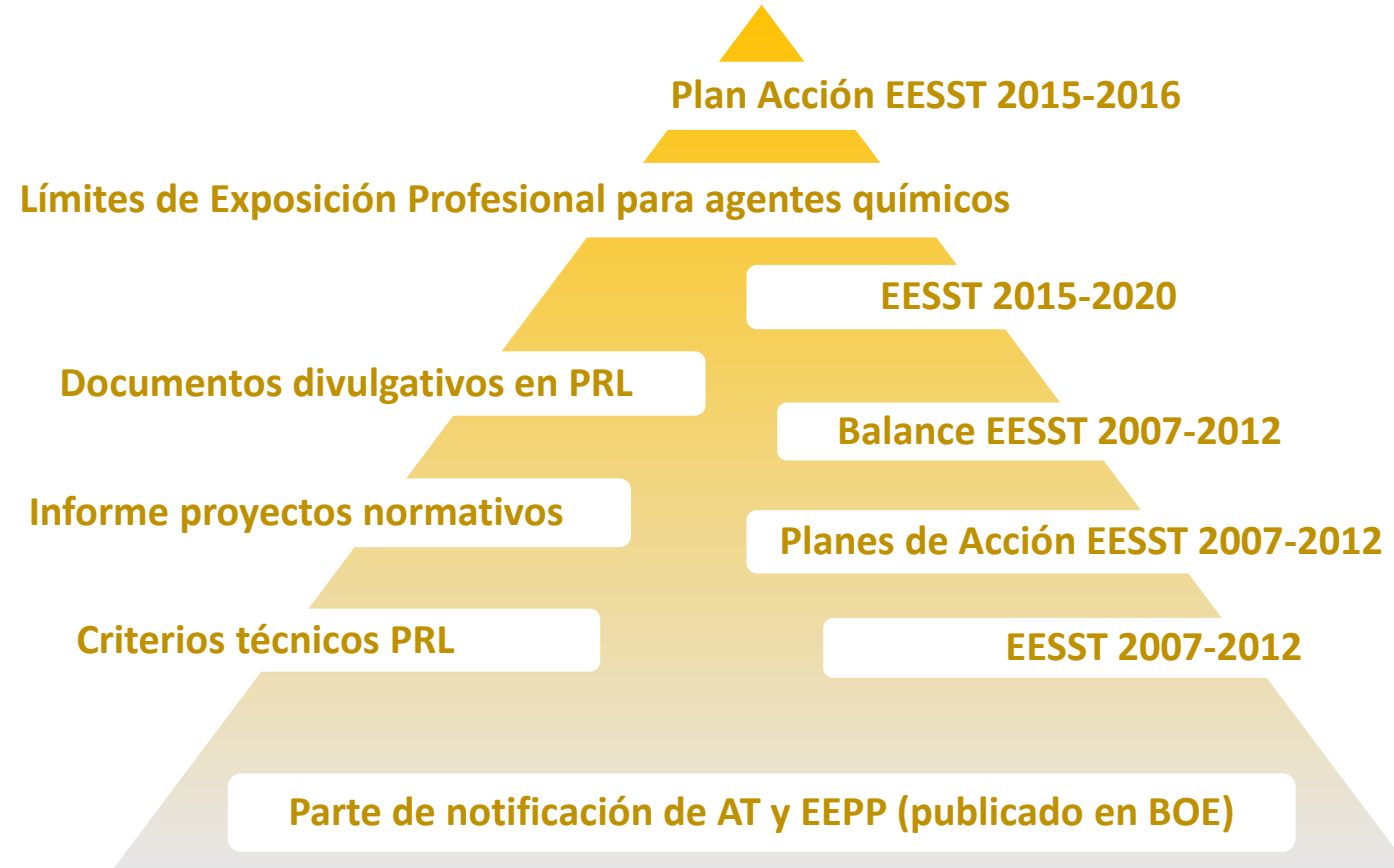 Plan Acción EESST 2015-2016
Límites de Exposición Profesional para agentes químicos
EESST 2015-2020
Documentos divulgativos en PRL
Balance EESST 2007-2012
Informe proyectos normativos
Planes de Acción EESST 2007-2012
Criterios técnicos PRL
EESST 2007-2012
Parte de notificación de AT y EEPP (publicado en BOE)